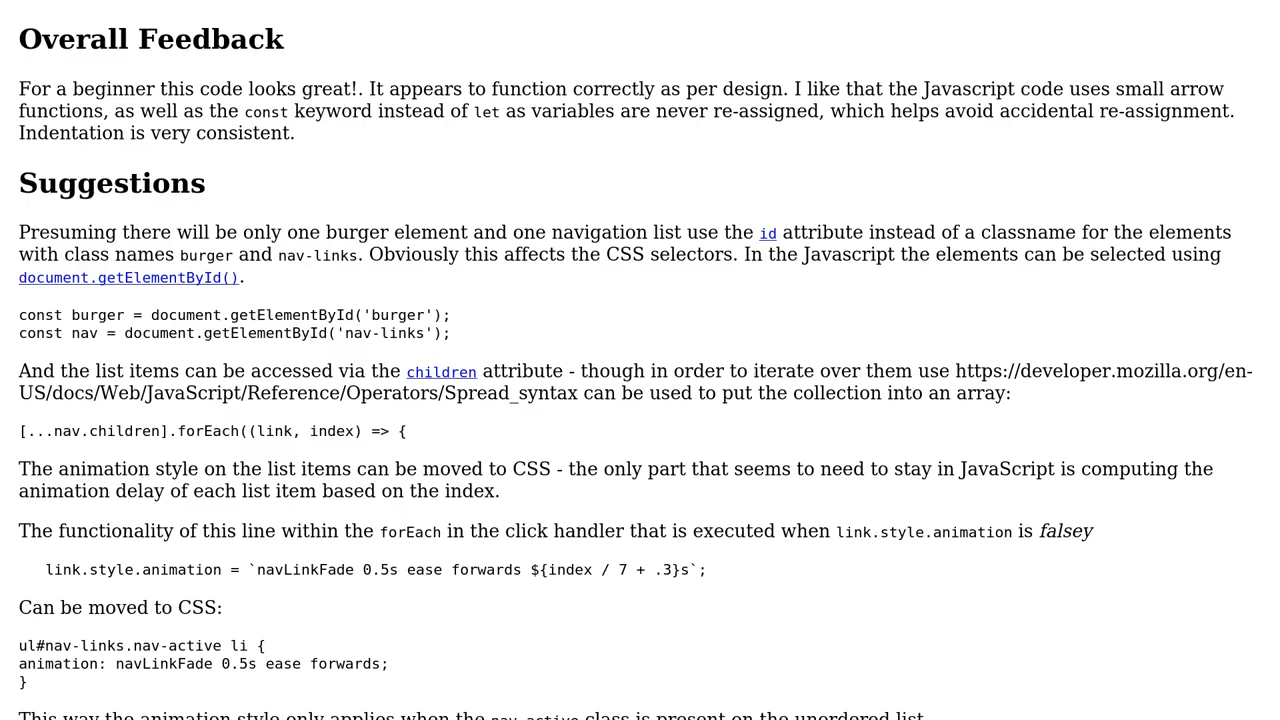 Overall Feedback
For a beginner this code looks great!. It appears to function correctly as per design. I like that the Javascript code uses small arrow
functions, as well as the const keyword instead of let as variables are never re-assigned, which helps avoid accidental re-assignment.
Indentation is very consistent.
Suggestions
Presuming there will be only one burger element and one navigation list use the id attribute instead of a classname for the elements
with class names burger and nav-links. Obviously this affects the CSS selectors. In the Javascript the elements can be selected using
document.getElementById().
const burger = document.getElementById('burger');
const nav = document.getElementById('nav-links');
And the list items can be accessed via the children attribute - though in order to iterate over them use https://developer.mozilla.org/en-
US/docs/Web/JavaScript/Reference/Operators/Spread_syntax can be used to put the collection into an array:
[...nav.children].forEach((link, index) => {
The animation style on the list items can be moved to CSS - the only part that seems to need to stay in JavaScript is computing the
animation delay of each list item based on the index.
The functionality of this line within the forEach in the click handler that is executed when link.style.animation is falsey
link.style.animation = `navLinkFade 0.5s ease forwards ${index / 7 + .3}s`;
Can be moved to CSS:
ul#nav-links.nav-active li {
animation: navLinkFade 0.5s ease forwards;
}
This way the animation style only applies when the nav-active class is present on the unordered list.